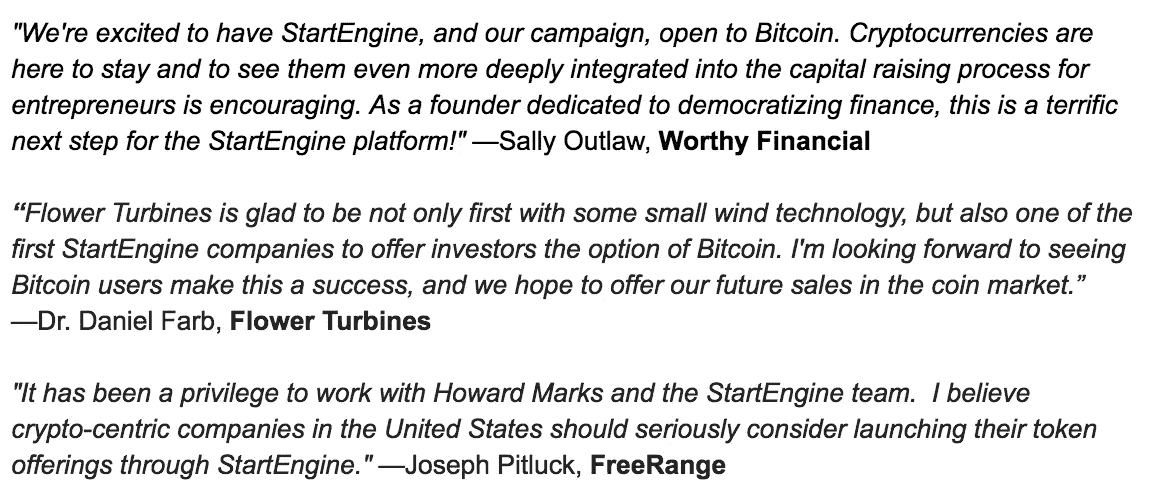 "We're excited to have StartEngine, and our campaign, open to Bitcoin. Cryptocurrencies are
here to stay and to see them even more deeply integrated into the capital raising process for
entrepreneurs is encouraging. As a founder dedicated to democratizing finance, this is a terrific
next step for the StartEngine platform!" —Sally Outlaw, Worthy Financial
“Flower Turbines is glad to be not only first with some small wind technology, but also one of the
first StartEngine companies to offer investors the option of Bitcoin. I'm looking forward to seeing
Bitcoin users make this a success, and we hope to offer our future sales in the coin market.”
—Dr. Daniel Farb, Flower Turbines
"It has been a privilege to work with Howard Marks and the StartEngine team.  I believe
crypto-centric companies in the United States should seriously consider launching their token
offerings through StartEngine." —Joseph Pitluck, FreeRange